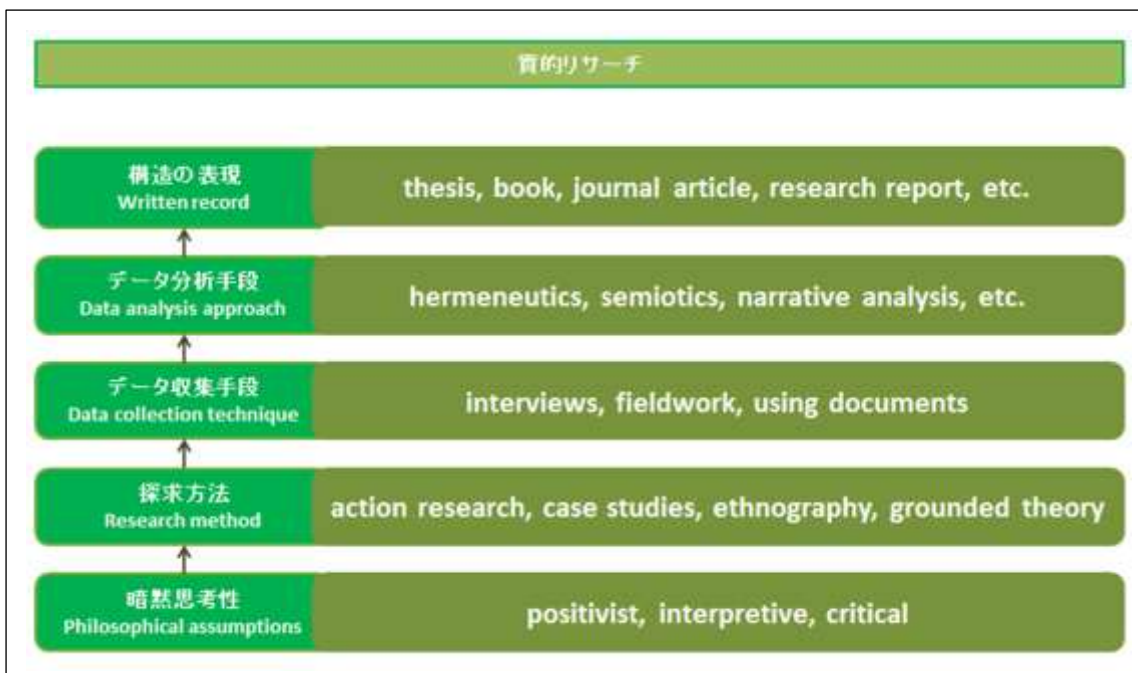 質的リサーチ
構造の表現
Written record
thesis, book, journal article, research report, etc.
データ分析手段
Data analysis approach
hermeneutics, semiotics, narrative analysis, etc.
データ収集手段
Data collection technique
interviews, fieldwork, using documents
探求方法
Research method
action research, case studies, ethnography, grounded theory
暗黙思考性
Philosophical assumptions
positivist, interpretive, critical